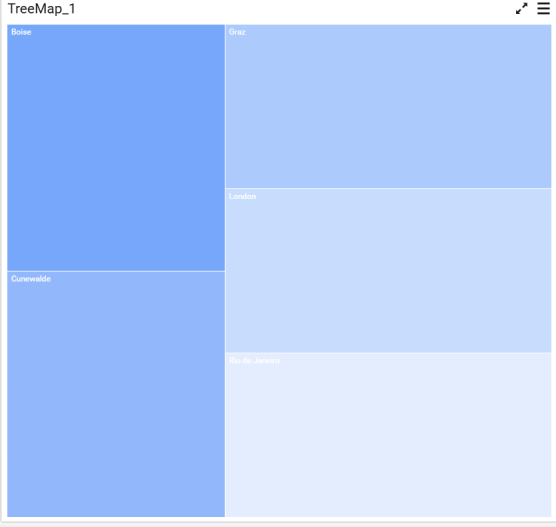 TreeMap_1
Boise
Graz
London
Cunewalde
Rio de Janeiro